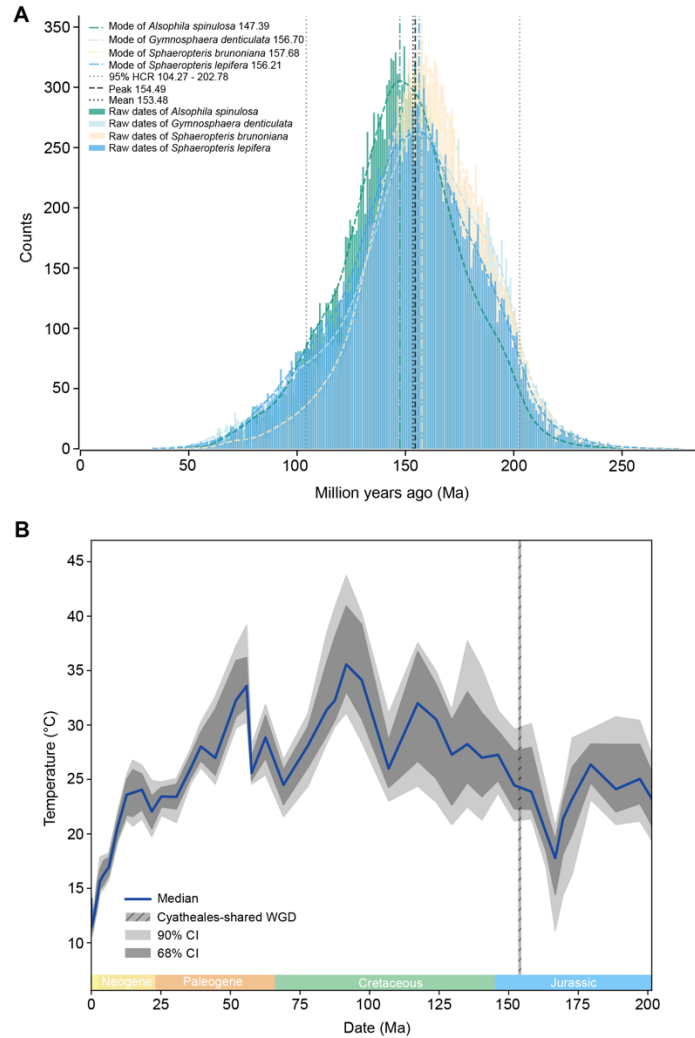 A
Mode of Alsophila spinulosa 147.39
Mode of Gymnosphaera denticulata 156.70
Mode of Sphaeropteris brunoniana 157.68
Mode of Sphaeropteris lepifera 156.21
95% HCR 104.27 - 202.78
Peak 154.49
Mean 153.48
Raw dates of Alsophila spinulosa
Raw dates of Gymnosphaera denticulata
Raw dates of Sphaeropteris brunoniana
Raw dates of Sphaeropteris lepifera
350
300
250
200
150
100
50
0
Counts
0 50 100 150 200 250
Million years ago (Ma)
B
45
40
35
30
25
20
15
10
Temperature (°C)
Median
Cyatheales-shared WGD
90% CI
68% CI
Neogene Paleogene Cretaceous Jurassic
0 25 50 75 100 125 150 175 200
Date (Ma)